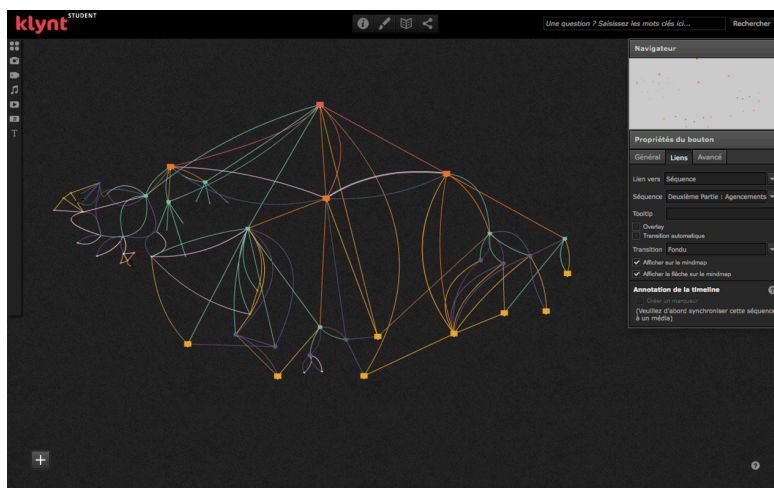 klynt STUDENT
Une question ? Saisissez les mots clés ici...
Rechercher
T
Navigateur
Propriétés du bouton
Général Liens Avancé
Lien vers Séquence
Séquence Deuxième Partie : Agencements
Tooltip
Overlay
Transition automatique
Transition Fondu
Afficher sur le mindmap
Afficher la flèche sur le mindmap
Annotation de la timeline ?
Créer un marqueur
(Veuillez d'abord synchroniser cette séquence
à un média)
+
?